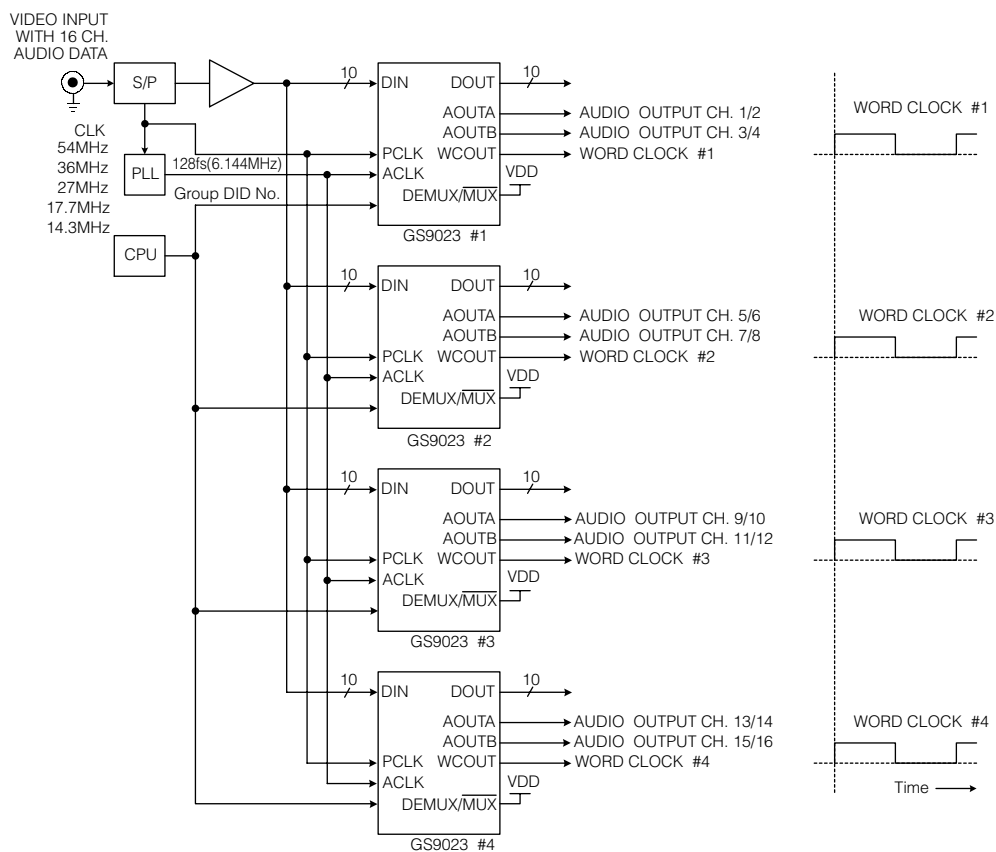 VIDEO INPUT
WITH 16 CH.
AUDIO DATA
S/P
CLK
54MHz
36MHz
27MHz
17.7MHz
14.3MHz
PLL
128fs(6.144MHz)
Group DID No.
CPU
10
DIN
DOUT
10
AOUTA
AUDIO OUTPUT CH. 1/2
AOUTB
AUDIO OUTPUT CH. 3/4
PCLK
WCOUT
WORD CLOCK #1
ACLK
VDD
DEMUX/MUX
GS9023 #1
WORD CLOCK #1
10
DIN
DOUT
10
AOUTA
AUDIO OUTPUT CH. 5/6
AOUTB
AUDIO OUTPUT CH. 7/8
PCLK
WCOUT
WORD CLOCK #2
ACLK
VDD
DEMUX/MUX
GS9023 #2
WORD CLOCK #2
10
DIN
DOUT
10
AOUTA
AUDIO OUTPUT CH. 9/10
AOUTB
AUDIO OUTPUT CH. 11/12
PCLK
WCOUT
WORD CLOCK #3
ACLK
VDD
DEMUX/MUX
GS9023 #3
WORD CLOCK #3
10
DIN
DOUT
10
AOUTA
AUDIO OUTPUT CH. 13/14
AOUTB
AUDIO OUTPUT CH. 15/16
PCLK
WCOUT
WORD CLOCK #4
ACLK
VDD
DEMUX/MUX
GS9023 #4
WORD CLOCK #4
Time